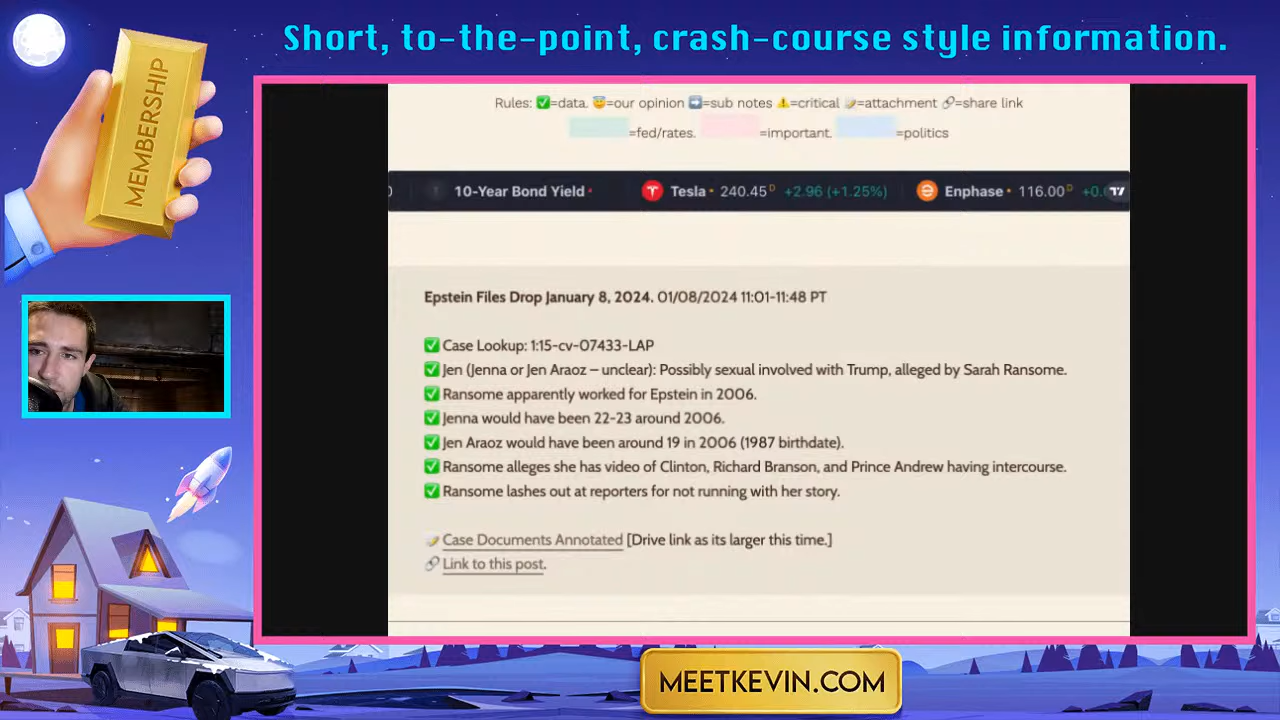 Short, to-the-point, crash-course style information.
MEMBERSHIP
Rules: ✅=data. 😇=our opinion ➡️=sub notes ⚠️=critical 📝=attachment 🔗=share link
=fed/rates. =important. =politics
10-Year Bond Yield Tesla 240.45 D +2.96 (+1.25%) Enphase 116.00 D
Epstein Files Drop January 8, 2024. 01/08/2024 11:01-11:48 PT
✅ Case Lookup: 1:15-cv-07433-LAP
✅ Jen (Jenna or Jen Araoz – unclear): Possibly sexual involved with Trump, alleged by Sarah Ransome.
✅ Ransome apparently worked for Epstein in 2006.
✅ Jenna would have been 22-23 around 2006.
✅ Jen Araoz would have been around 19 in 2006 (1987 birthdate).
✅ Ransome alleges she has video of Clinton, Richard Branson, and Prince Andrew having intercourse.
✅ Ransome lashes out at reporters for not running with her story.
📝 Case Documents Annotated [Drive link as its larger this time.]
🔗 Link to this post.
MEETKEVIN.COM